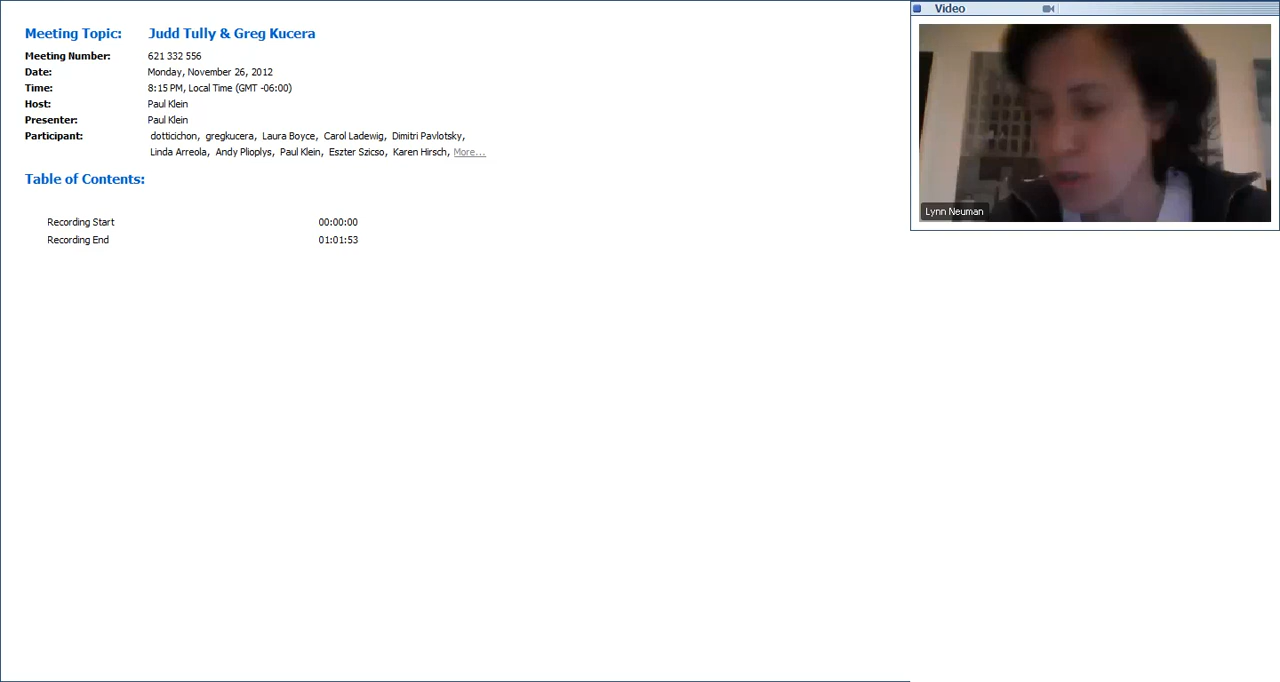 Meeting Topic: Judd Tully & Greg Kucera
Meeting Number: 621 332 556
Date: Monday, November 26, 2012
Time: 8:15 PM, Local Time (GMT -06:00)
Host: Paul Klein
Presenter: Paul Klein
Participant: dotticichon, gregkucera, Laura Boyce, Carol Ladewig, Dimitri Pavlotsky,
Linda Arreola, Andy Plioplys, Paul Klein, Eszter Szicso, Karen Hirsch, More...
Table of Contents:
Recording Start 00:00:00
Recording End 01:01:53
Video
Lynn Neuman